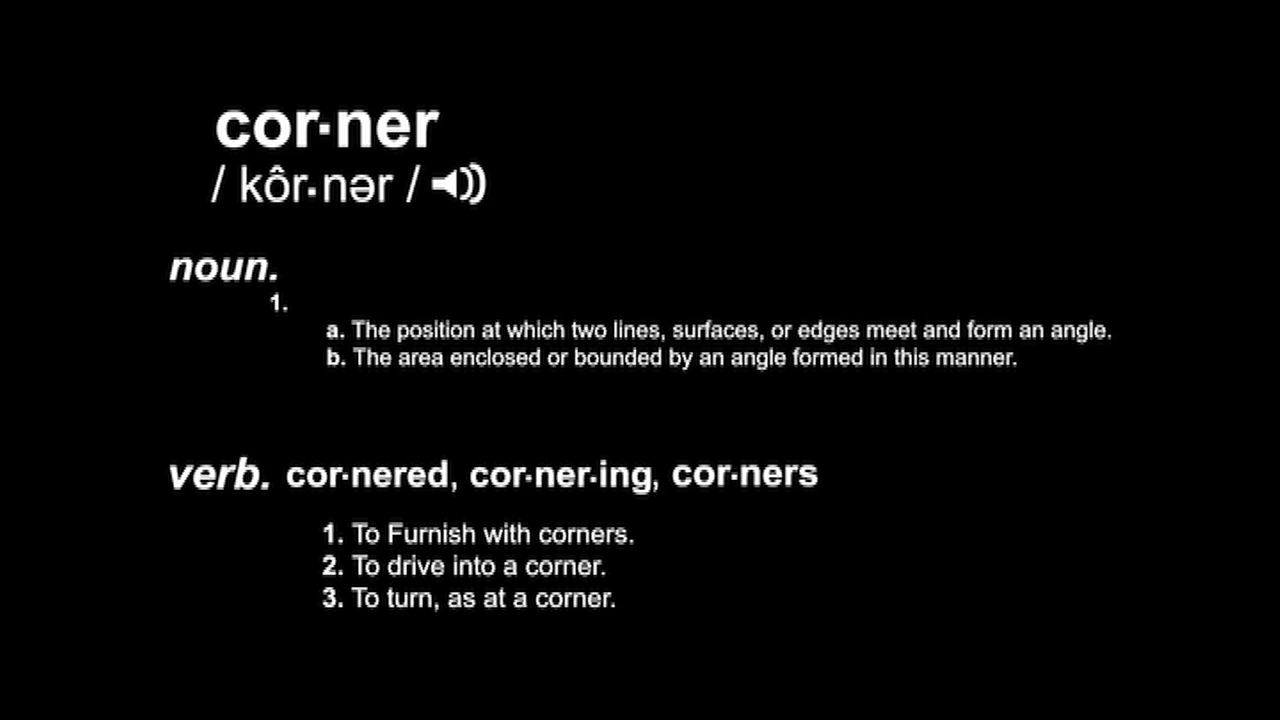 cor·ner
/ kôr·nər /
noun.
1.
a. The position at which two lines, surfaces, or edges meet and form an angle.
b. The area enclosed or bounded by an angle formed in this manner.
verb. cor·nered, cor·ner·ing, cor·ners
1. To Furnish with corners.
2. To drive into a corner.
3. To turn, as at a corner.